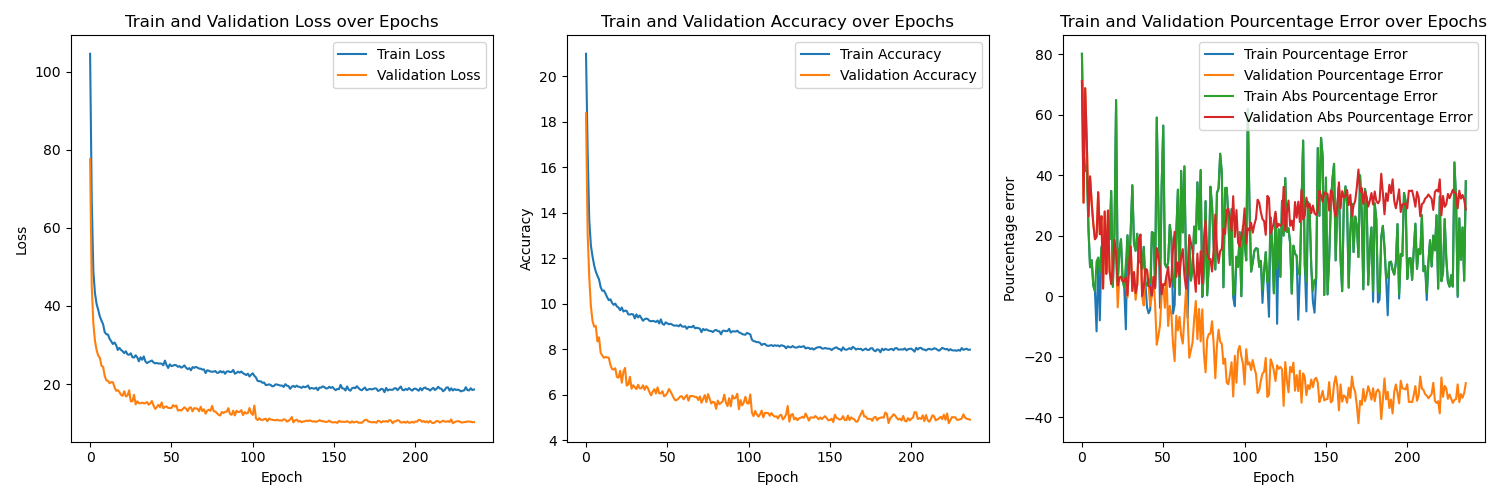 Train and Validation Loss over Epochs
Train Loss
Validation Loss
Loss
100
80
60
40
20
0
50
100
150
200
Epoch
Train and Validation Accuracy over Epochs
Train Accuracy
Validation Accuracy
Accuracy
20
18
16
14
12
10
8
6
4
0
50
100
150
200
Epoch
Train and Validation Pourcentage Error over Epochs
Train Pourcentage Error
Validation Pourcentage Error
Train Abs Pourcentage Error
Validation Abs Pourcentage Error
Pourcentage error
80
60
40
20
0
−20
−40
0
50
100
150
200
Epoch